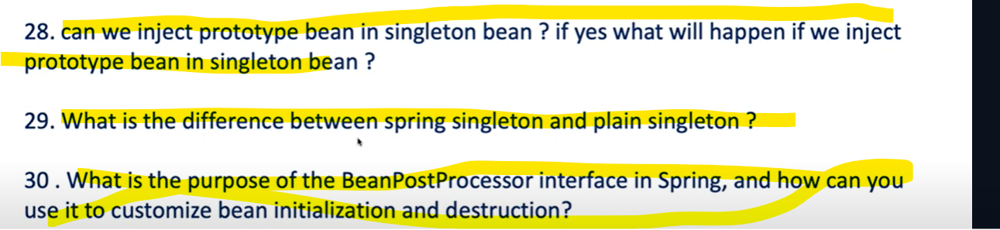 28. can we inject prototype bean in singleton bean ? if yes what will happen if we inject
prototype bean in singleton bean ?
29. What is the difference between spring singleton and plain singleton ?
30 . What is the purpose of the BeanPostProcessor interface in Spring, and how can you
use it to customize bean initialization and destruction?